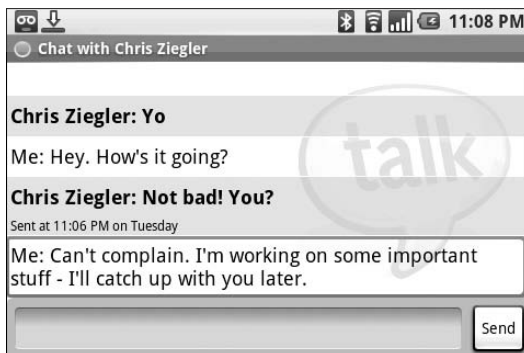 11:08 PM
Chat with Chris Ziegler
Chris Ziegler: Yo
Me: Hey. How's it going?
talk
Chris Ziegler: Not bad! You?
Sent at 11:06 PM on Tuesday
Me: Can't complain. I'm working on some important
stuff - I'll catch up with you later.
Send